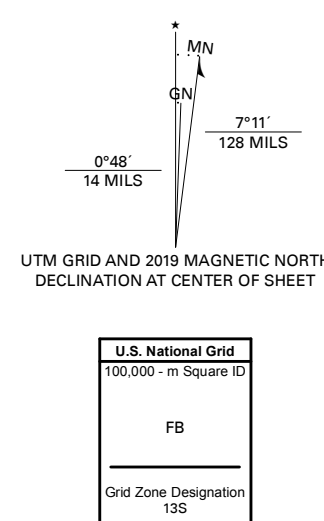 MN
GN
7°11´
128 MILS
0°48´
14 MILS
UTM GRID AND 2019 MAGNETIC NORTH
DECLINATION AT CENTER OF SHEET
U.S. National Grid
100,000 - m Square ID
FB
Grid Zone Designation
13S